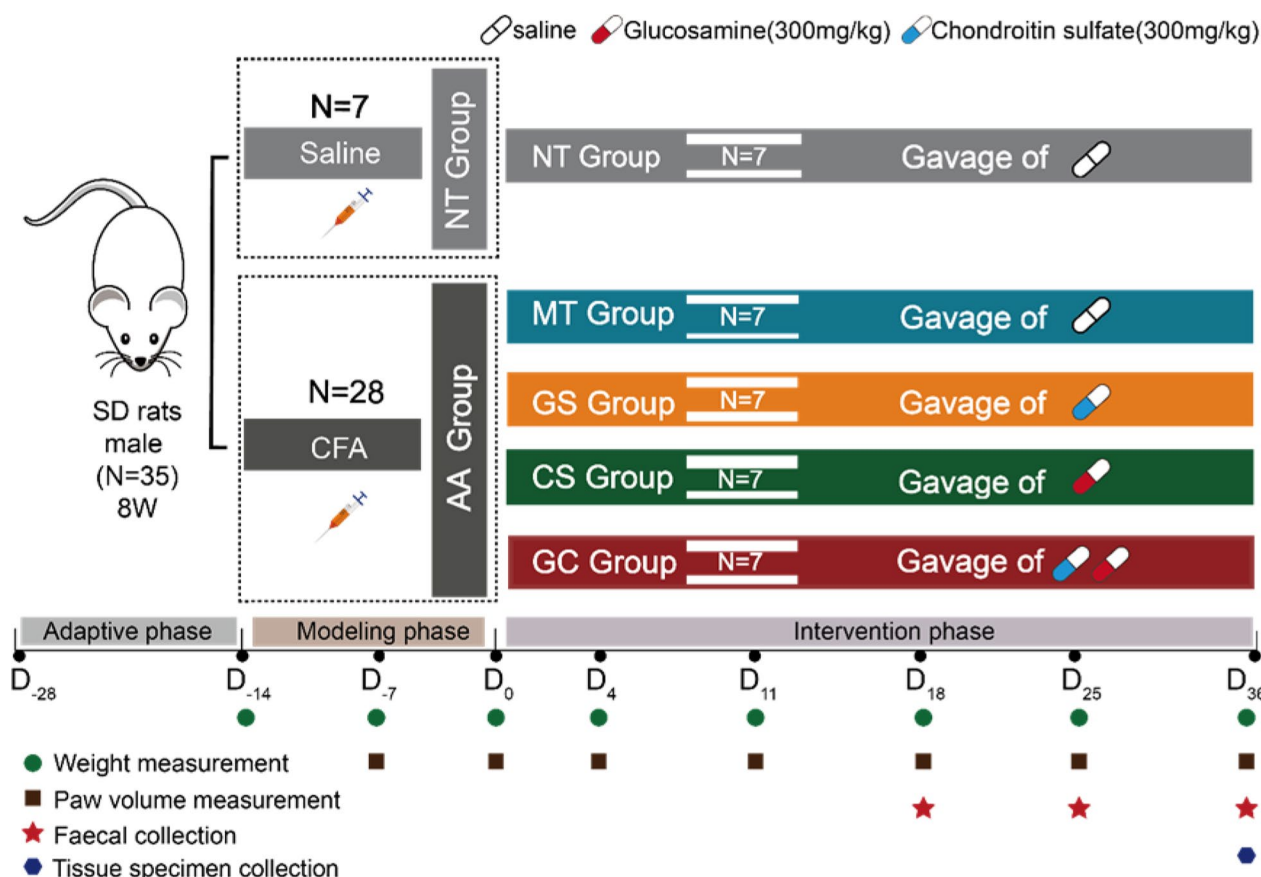 saline Glucosamine(300mg/kg) Chondroitin sulfate(300mg/kg)
N=7
Saline
NT Group
NT Group N=7 Gavage of
SD rats
male
(N=35)
8W
N=28
CFA
AA Group
MT Group N=7 Gavage of
GS Group N=7 Gavage of
CS Group N=7 Gavage of
GC Group N=7 Gavage of
Adaptive phase Modeling phase Intervention phase
D-28 D-14 D-7 D0 D4 D11 D18 D25 D36
Weight measurement
Paw volume measurement
Faecal collection
Tissue specimen collection